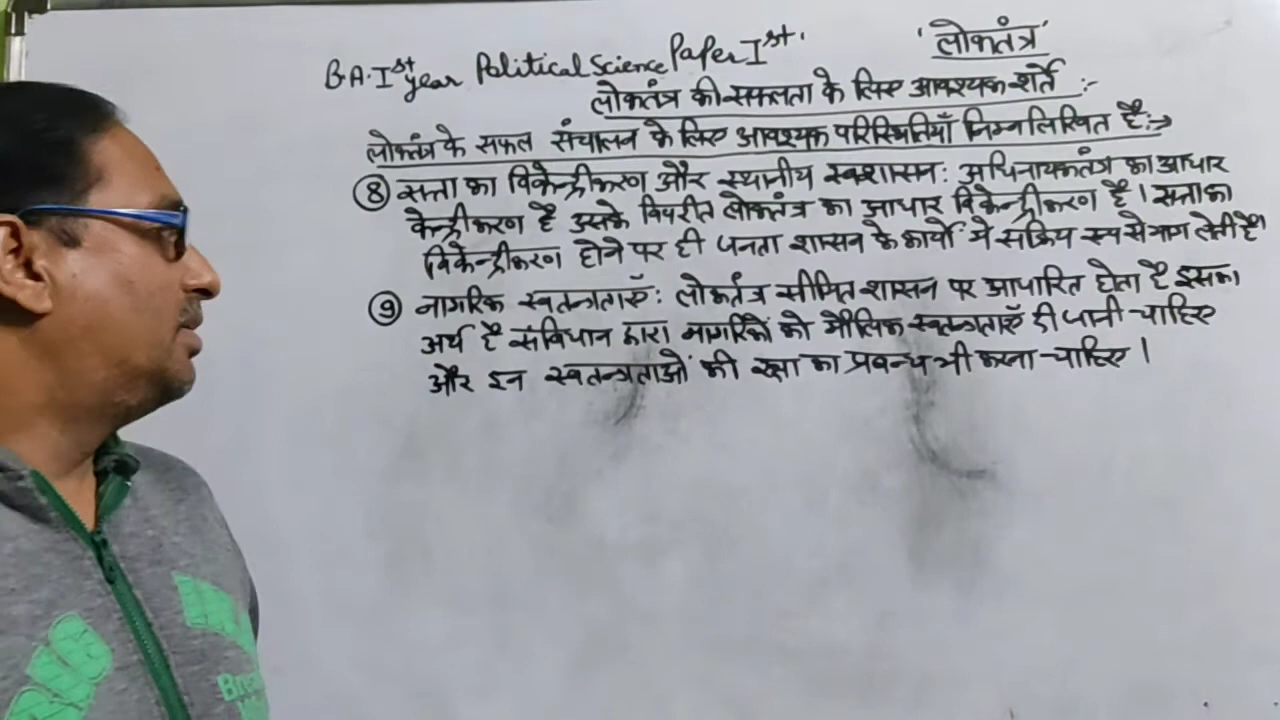 'लोकतंत्र'
B.A. Ist year Political Science Paper Ist.
लोकतंत्र की सफलता के लिए आवश्यक शर्ते :-
लोकतंत्र के सफल संचालन के लिए आवश्यक परिस्थितियाँ निम्नलिखित है:→
⑧ सत्ता का विकेन्द्रीकरण और स्थानीय स्वशासन: अधिनायकतंत्र का आधार
केन्द्रीकरण है उसके विपरीत लोकतंत्र का आधार विकेन्द्रीकरण है। सत्ता का
विकेन्द्रीकरण होने पर ही जनता शासन के कार्यों में सक्रिय रूप से भाग लेती है।
⑨ नागरिक स्वतन्त्रताएँ: लोकतंत्र सीमित शासन पर आधारित होता है इसका
अर्थ है संविधान द्वारा नागरिकों को मौलिक स्वतन्त्रताएँ दी जानी चाहिए
और इन स्वतन्त्रताओं की रक्षा का प्रबन्ध भी करना चाहिए।